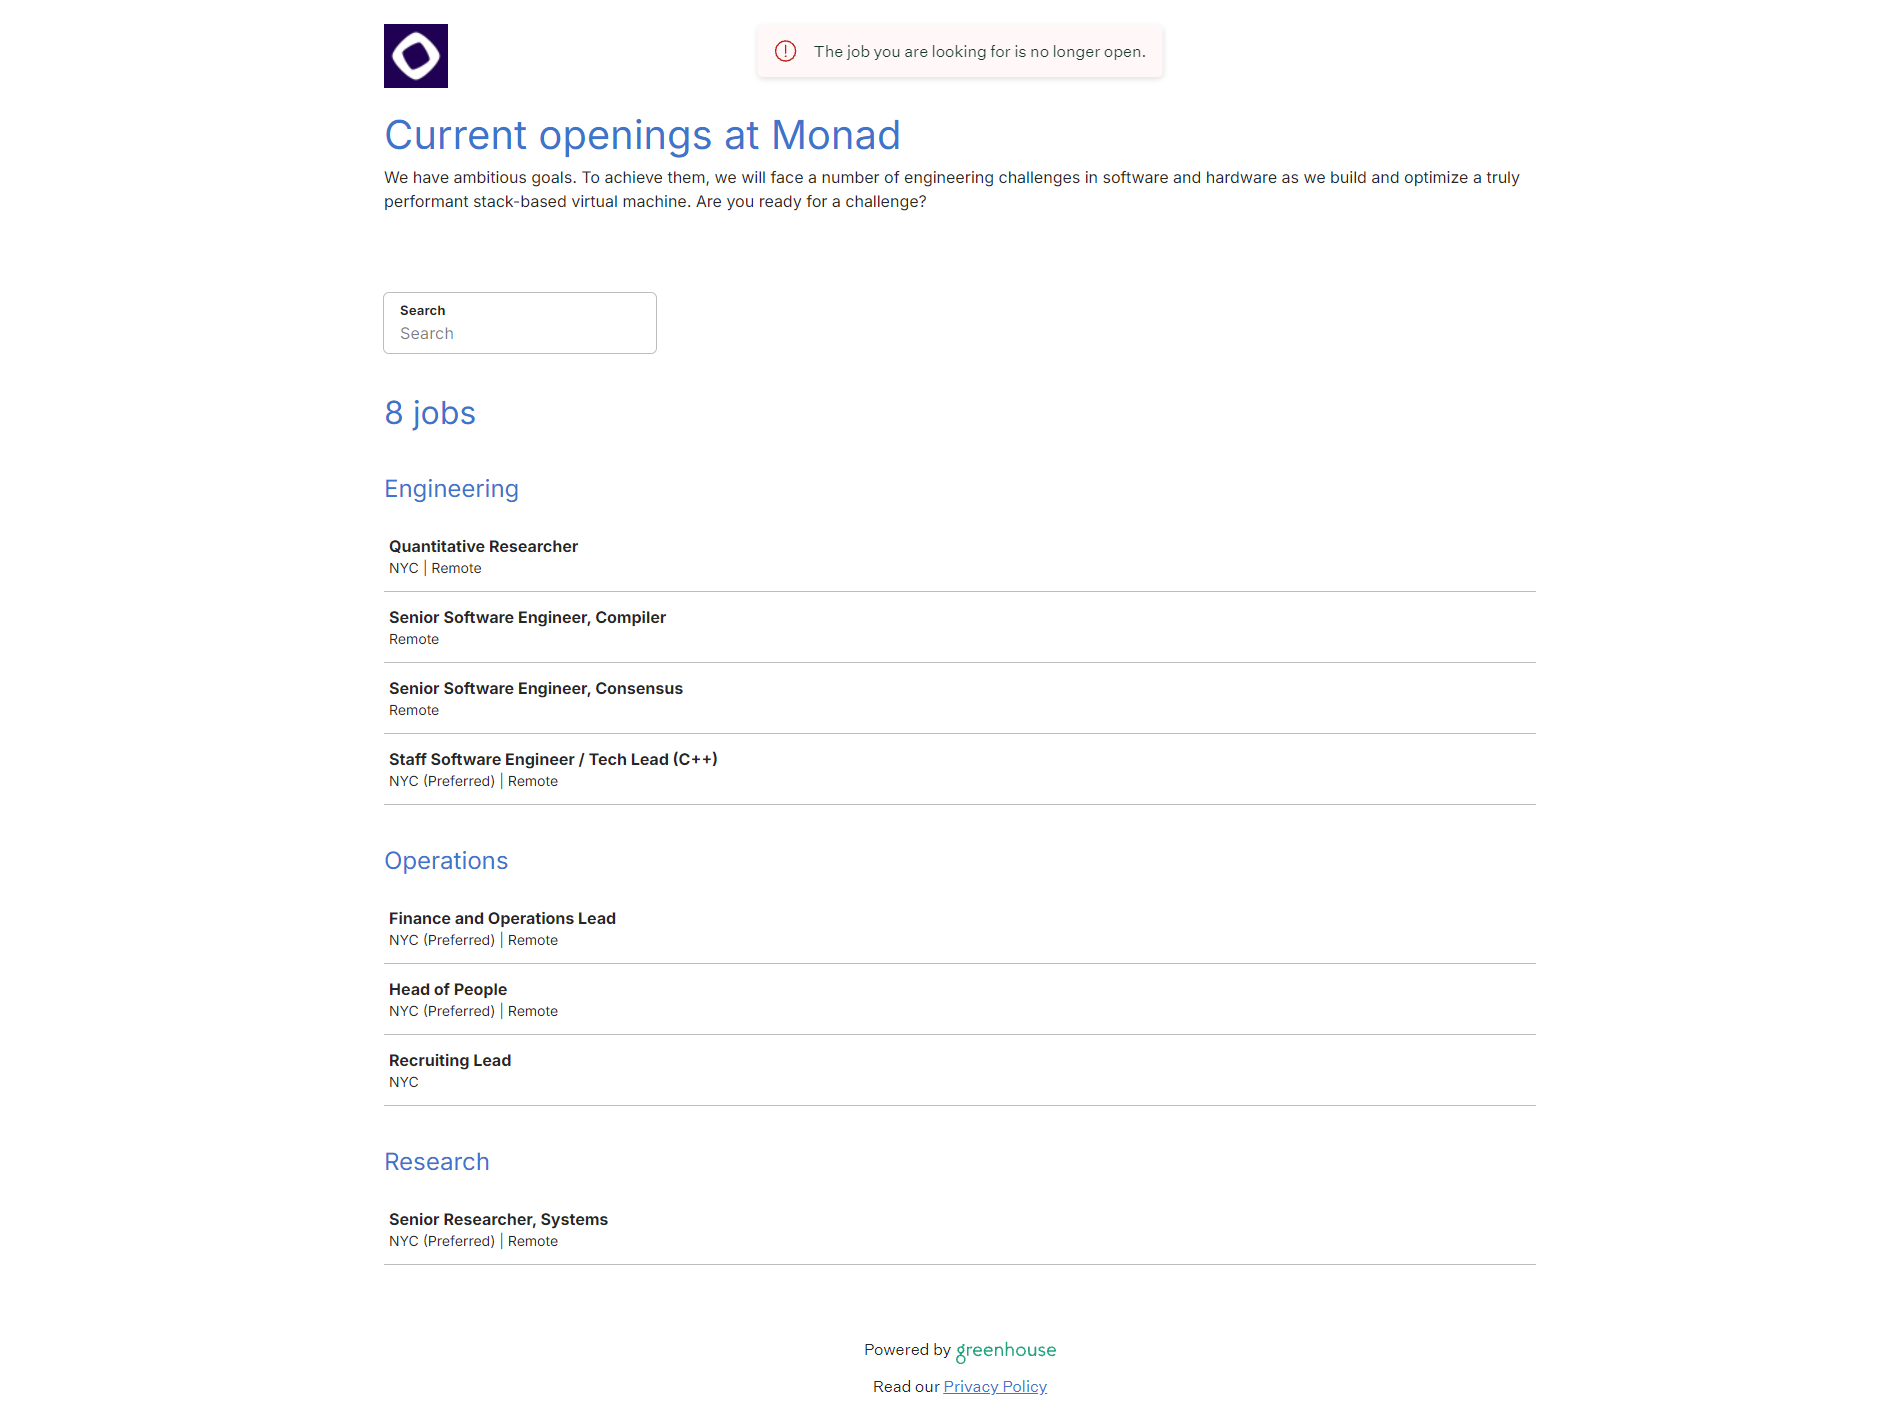 The job you are looking for is no longer open.
Current openings at Monad
We have ambitious goals. To achieve them, we will face a number of engineering challenges in software and hardware as we build and optimize a truly
performant stack-based virtual machine. Are you ready for a challenge?
Search
Search
8 jobs
Engineering
Quantitative Researcher
NYC | Remote
Senior Software Engineer, Compiler
Remote
Senior Software Engineer, Consensus
Remote
Staff Software Engineer / Tech Lead (C++)
NYC (Preferred) | Remote
Operations
Finance and Operations Lead
NYC (Preferred) | Remote
Head of People
NYC (Preferred) | Remote
Recruiting Lead
NYC
Research
Senior Researcher, Systems
NYC (Preferred) | Remote
Powered by greenhouse
Read our Privacy Policy